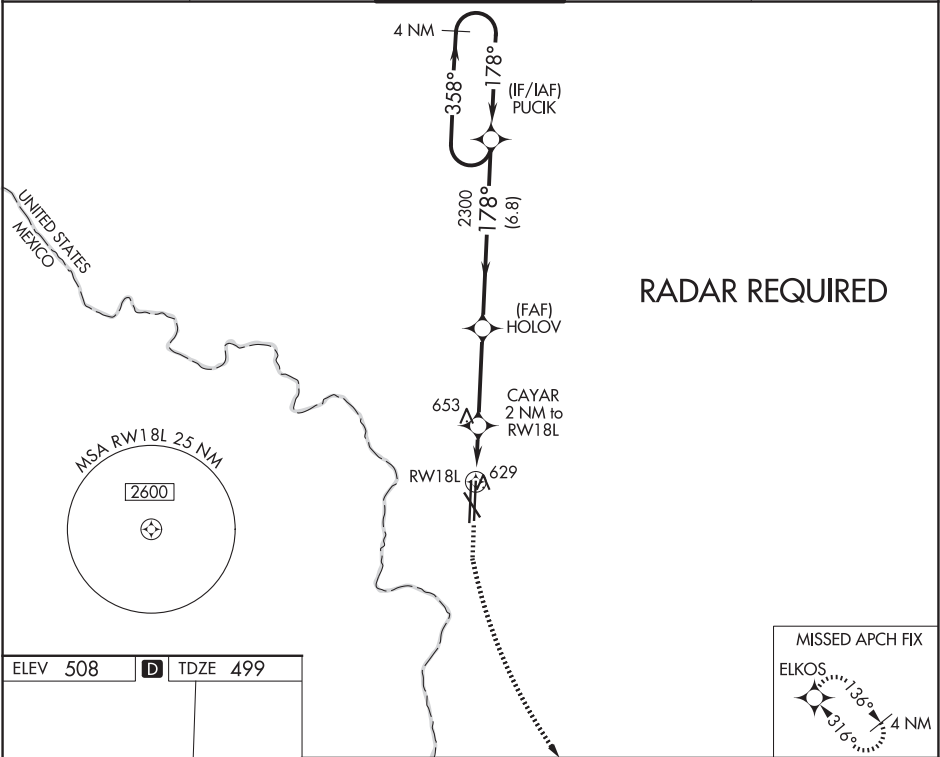 4 NM
358°
178°
(IF/IAF)
PUCIK
2300
178°
(6.8)
UNITED STATES
MEXICO
RADAR REQUIRED
(FAF)
HOLOV
653
CAYAR
2 NM to
RW18L
RW18L
629
MSA RW18L 25 NM
2600
ELEV 508 D TDZE 499
MISSED APCH FIX
ELKOS
136°
316°
4 NM